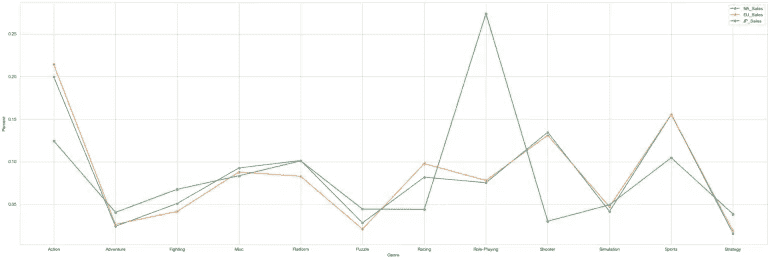 NA_Sales
EU_Sales
JP_Sales
0.25
0.20
0.15
0.10
0.05
Percent
Action
Adventure
Fighting
Misc
Platform
Puzzle
Racing
Role-Playing
Shooter
Simulation
Sports
Strategy
Genre